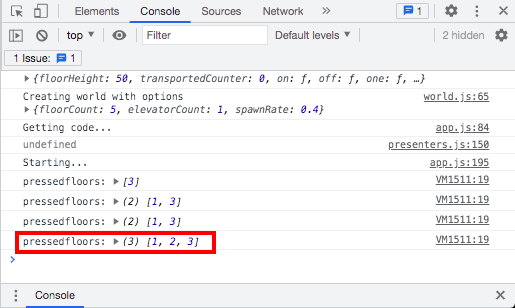 Elements Console Sources Network » 1
top Filter Default levels 2 hidden
1 Issue: 1
{floorHeight: 50, transportedCounter: 0, on: ƒ, off: ƒ, one: ƒ, …}
Creating world with options world.js:65
{floorCount: 5, elevatorCount: 1, spawnRate: 0.4}
Getting code... app.js:84
undefined presenters.js:150
Starting... app.js:195
pressedfloors: [3] VM1511:19
pressedfloors: (2) [1, 3] VM1511:19
pressedfloors: (2) [1, 3] VM1511:19
pressedfloors: (3) [1, 2, 3] VM1511:19
Console